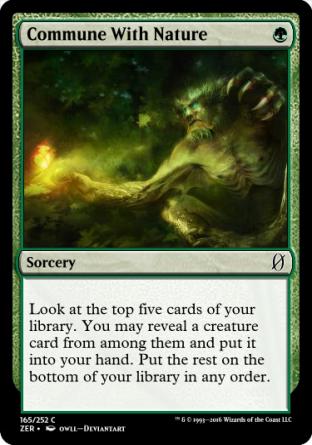 Commune With Nature
Sorcery
Look at the top five cards of your
library. You may reveal a creature
card from among them and put it
into your hand. Put the rest on the
bottom of your library in any order.
165/252 C
ZER • OWLL—DEVIANTART
™ & © 1993–2016 Wizards of the Coast LLC